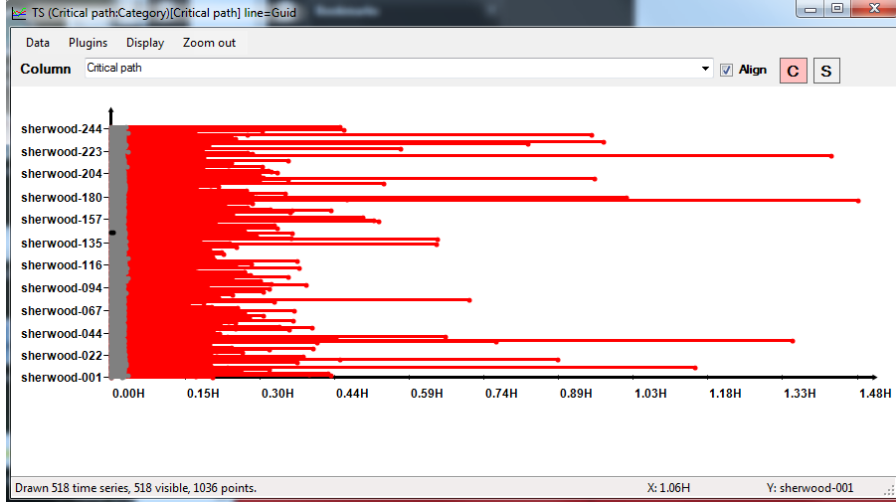 TS (Critical path:Category)[Critical path] line=Guid
Data Plugins Display Zoom out
Column Critical path Align C S
sherwood-244
sherwood-223
sherwood-204
sherwood-180
sherwood-157
sherwood-135
sherwood-116
sherwood-094
sherwood-067
sherwood-044
sherwood-022
sherwood-001
0.00H 0.15H 0.30H 0.44H 0.59H 0.74H 0.89H 1.03H 1.18H 1.33H 1.48H
Drawn 518 time series, 518 visible, 1036 points. X: 1.06H Y: sherwood-001